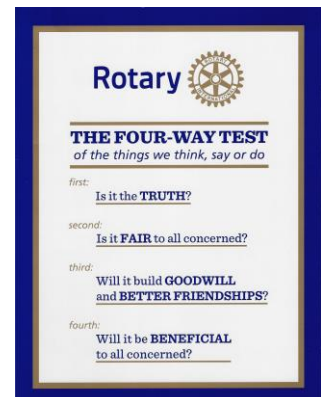 Rotary
ROTARY
INTERNATIONAL
THE FOUR-WAY TEST
of the things we think, say or do
first:
Is it the TRUTH?
second:
Is it FAIR to all concerned?
third:
Will it build GOODWILL
and BETTER FRIENDSHIPS?
fourth:
Will it be BENEFICIAL
to all concerned?